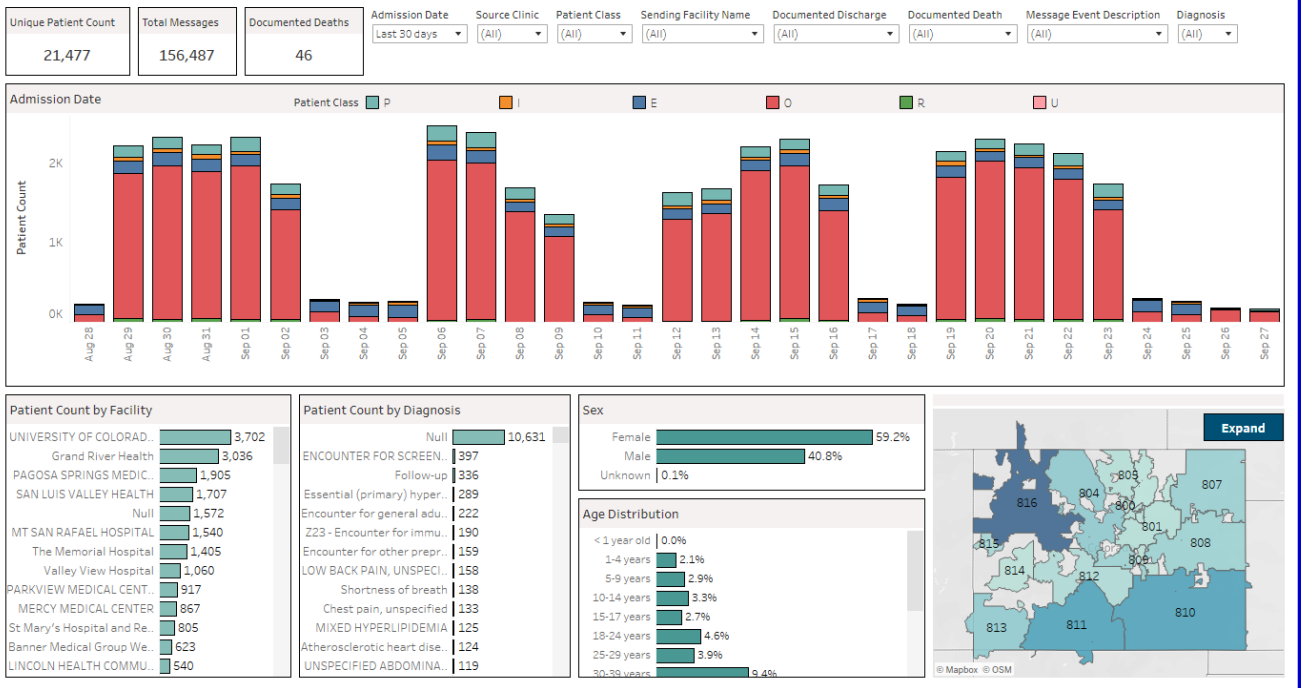 Unique Patient Count
21,477
Total Messages
156,487
Documented Deaths
46
Admission Date
Last 30 days
Source Clinic
(All)
Patient Class
(All)
Sending Facility Name
(All)
Documented Discharge
(All)
Documented Death
(All)
Message Event Description
(All)
Diagnosis
(All)
Admission Date
Patient Class P I E O R U
Patient Count
2K
1K
0K
Aug 28
Aug 29
Aug 30
Aug 31
Sep 01
Sep 02
Sep 03
Sep 04
Sep 05
Sep 06
Sep 07
Sep 08
Sep 09
Sep 10
Sep 11
Sep 12
Sep 13
Sep 14
Sep 15
Sep 16
Sep 17
Sep 18
Sep 19
Sep 20
Sep 21
Sep 22
Sep 23
Sep 24
Sep 25
Sep 26
Sep 27
Patient Count by Facility
UNIVERSITY OF COLORAD.. 3,702
Grand River Health 3,036
PAGOSA SPRINGS MEDIC.. 1,905
SAN LUIS VALLEY HEALTH 1,707
Null 1,572
MT SAN RAFAEL HOSPITAL 1,540
The Memorial Hospital 1,405
Valley View Hospital 1,060
PARKVIEW MEDICAL CENT.. 917
MERCY MEDICAL CENTER 867
St Mary's Hospital and Re.. 805
Banner Medical Group We.. 623
LINCOLN HEALTH COMMU.. 540
Patient Count by Diagnosis
Null 10,631
ENCOUNTER FOR SCREEN.. 397
Follow-up 336
Essential (primary) hyper.. 289
Encounter for general adu.. 222
Z23 - Encounter for immu.. 190
Encounter for other prepr.. 159
LOW BACK PAIN, UNSPECI.. 158
Shortness of breath 138
Chest pain, unspecified 133
MIXED HYPERLIPIDEMIA 125
Atherosclerotic heart dise.. 124
UNSPECIFIED ABDOMINA.. 119
Sex
Female 59.2%
Male 40.8%
Unknown 0.1%
Age Distribution
< 1 year old 0.0%
1-4 years 2.1%
5-9 years 2.9%
10-14 years 3.3%
15-17 years 2.7%
18-24 years 4.6%
25-29 years 3.9%
30-39 years 9.4%
Expand
805
807
804
816
800
801
815
808
809
814
812
810
811
813
© Mapbox © OSM